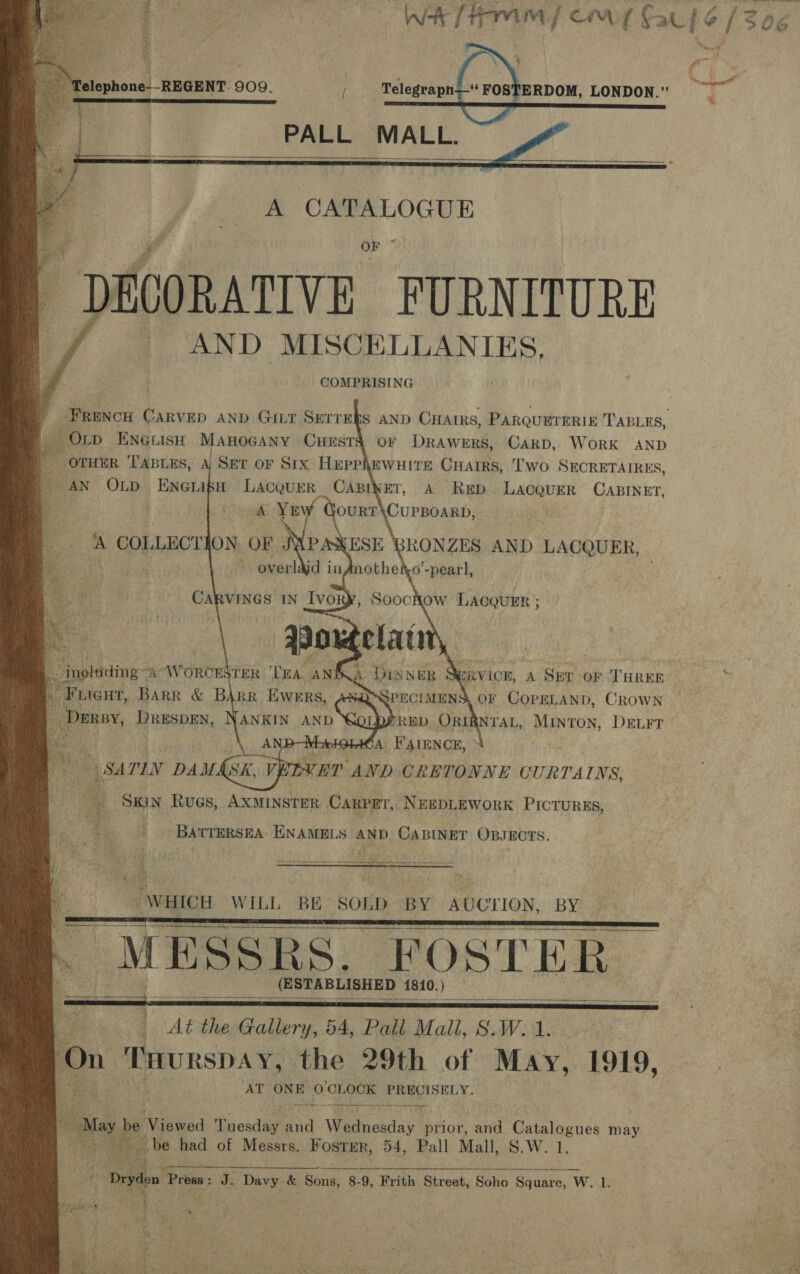 WA/HMM/CM/Sal/6/306
Telephone—REGENT 909. Telegraph—“FOSTERDOM, LONDON.”
PALL MALL.
A CATALOGUE
OF
DECORATIVE FURNITURE
AND MISCELLANIES,
COMPRISING
FRENCH CARVED AND GILT SETTEES AND CHAIRS, PARQUETERIE TABLES,
OLD ENGLISH MAHOGANY CHESTS OF DRAWERS, CARD, WORK AND
OTHER TABLES, A SET OF SIX HEPPLEWHITE CHAIRS, TWO SECRETAIRES,
AN OLD ENGLISH LACQUER CABINET, A RED LACQUER CABINET,
A YEW COURT CUPBOARD,
A COLLECTION OF JAPANESE BRONZES AND LACQUER,
overlaid in mother-o'-pearl,
CARVINGS IN IVORY, SOOCHOW LACQUER;
Porcelain,
including a WORCESTER TEA AND A DINNER SERVICE, A SET OF THREE
FLIGHT, BARR & BARR EWERS, AND SPECIMENS OF COPELAND, CROWN
DERBY, DRESDEN, NANKIN AND COLOURED ORIENTAL, MINTON, DELFT
AND MAJOLICA FAIENCE,
SATIN DAMASK, VELVET AND CRETONNE CURTAINS,
SKIN RUGS, AXMINSTER CARPET, NEEDLEWORK PICTURES,
BATTERSEA ENAMELS AND CABINET OBJECTS.
WHICH WILL BE SOLD BY AUCTION, BY
MESSRS. FOSTER
(ESTABLISHED 1810.)
At the Gallery, 54, Pall Mall, S.W. 1.
On THURSDAY, the 29th of MAY, 1919,
AT ONE O'CLOCK PRECISELY.
May be Viewed Tuesday and Wednesday prior, and Catalogues may
be had of Messrs. FOSTER, 54, Pall Mall, S.W. 1.
Dryden Press: J. Davy & Sons, 8-9, Frith Street, Soho Square, W. 1.